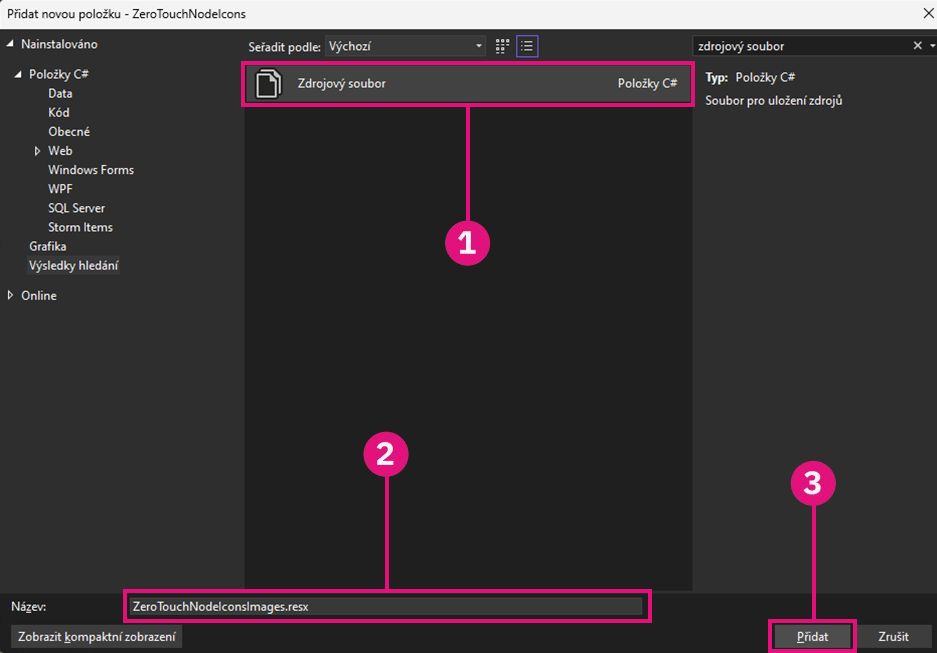 Přidat novou položku - ZeroTouchNodeIcons
Nainstalováno
Položky C#
Data
Kód
Obecné
Web
Windows Forms
WPF
SQL Server
Storm Items
Grafika
Výsledky hledání
Online
Seřadit podle: Výchozí
Zdrojový soubor Položky C#
1
2
3
zdrojový soubor
Typ: Položky C#
Soubor pro uložení zdrojů
Název: ZeroTouchNodeIconsImages.resx
Zobrazit kompaktní zobrazení
Přidat Zrušit